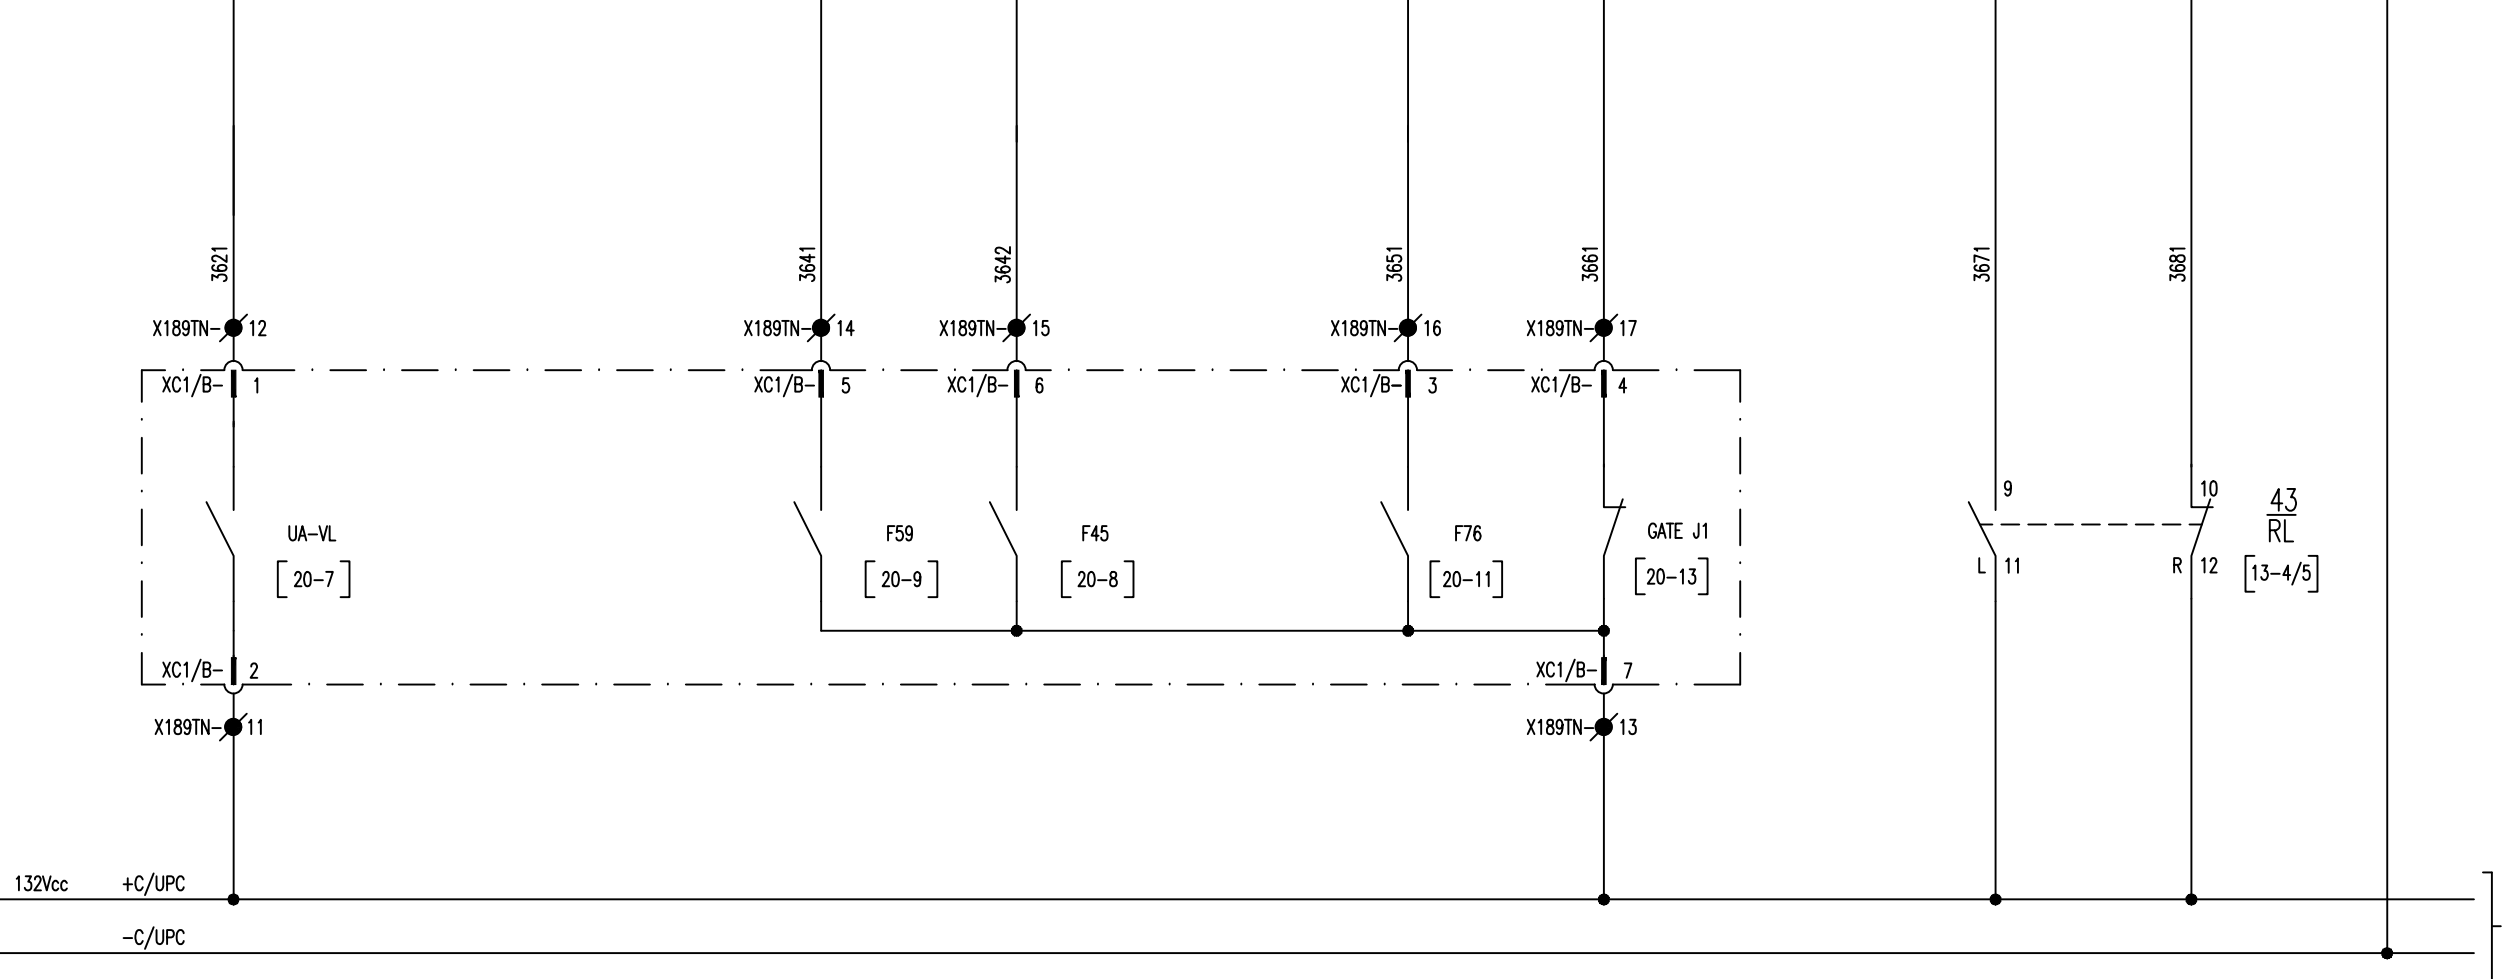 3621
3641
3642
3651
3661
3671
3681
X189TN- 12
X189TN- 14
X189TN- 15
X189TN- 16
X189TN- 17
XC1/B- 1
XC1/B- 5
XC1/B- 6
XC1/B- 3
XC1/B- 4
9
10
UA-VL
F59
F45
F76
GATE J1
43
RL
[20-7]
[20-9]
[20-8]
[20-11]
[20-13]
L 11
R 12
[13-4/5]
XC1/B- 2
XC1/B- 7
X189TN- 11
X189TN- 13
132Vcc +C/UPC
-C/UPC